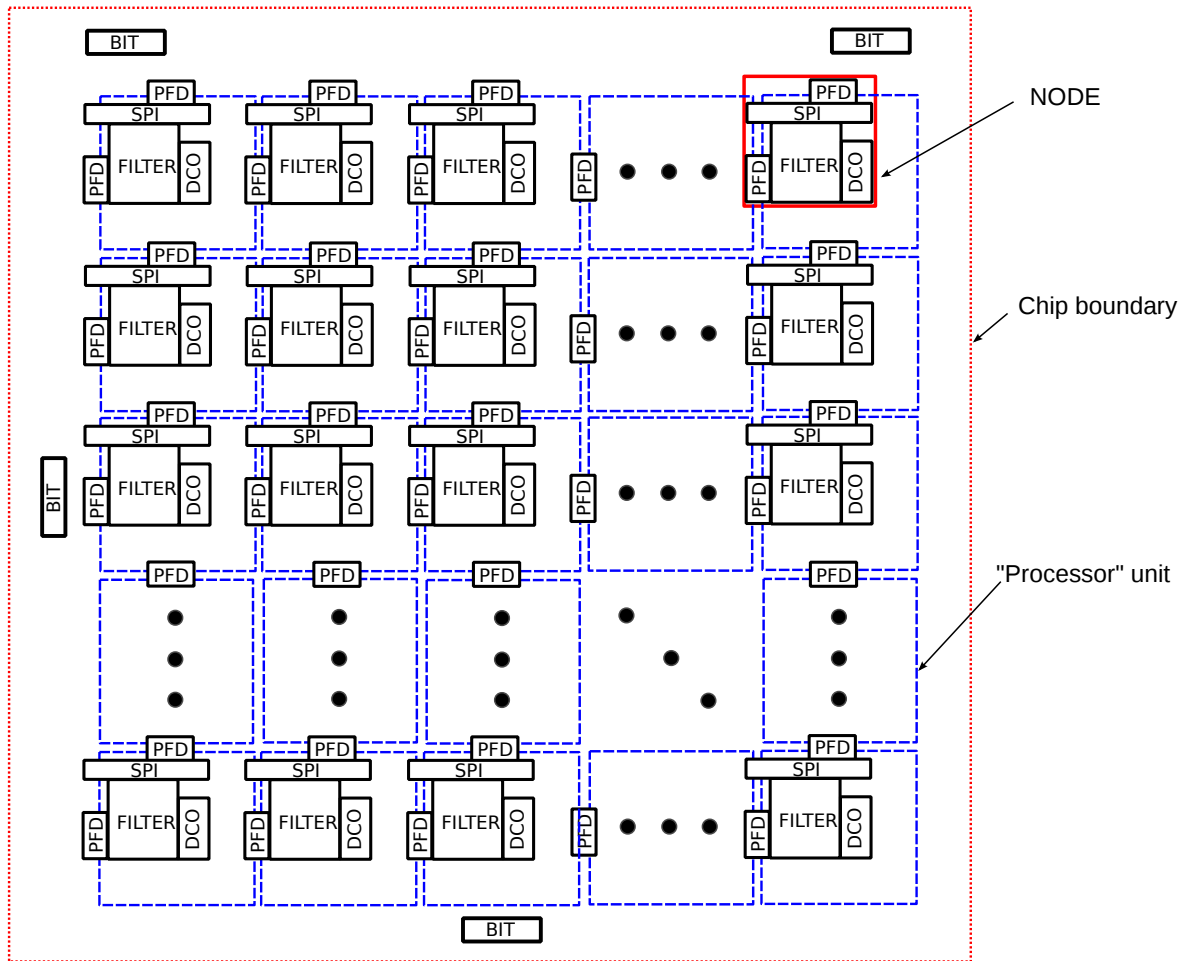 BIT BIT
PFD PFD PFD PFD
SPI SPI SPI SPI
NODE
PFD FILTER DCO PFD FILTER DCO PFD FILTER DCO PFD PFD FILTER DCO
PFD PFD PFD PFD
SPI SPI SPI SPI
Chip boundary
PFD FILTER DCO PFD FILTER DCO PFD FILTER DCO PFD PFD FILTER DCO
PFD PFD PFD PFD
SPI SPI SPI SPI
BIT PFD FILTER DCO PFD FILTER DCO PFD FILTER DCO PFD PFD FILTER DCO
PFD PFD PFD PFD
"Processor" unit
PFD PFD PFD PFD
SPI SPI SPI SPI
PFD FILTER DCO PFD FILTER DCO PFD FILTER DCO PFD PFD FILTER DCO
BIT